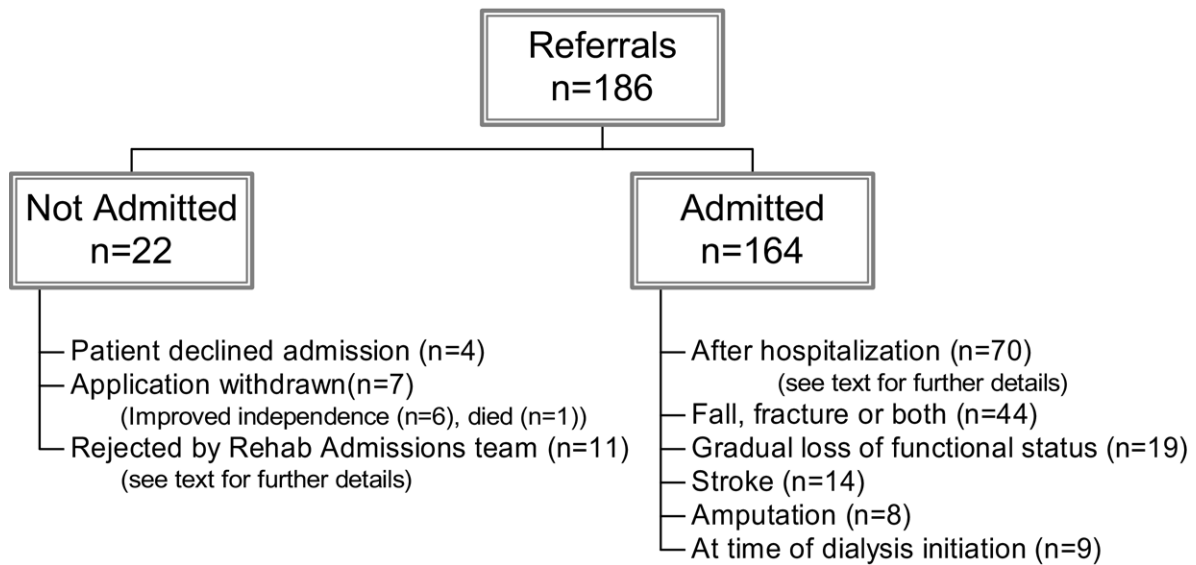 Referrals
n=186
Not Admitted
n=22
Patient declined admission (n=4)
Application withdrawn(n=7)
(Improved independence (n=6), died (n=1))
Rejected by Rehab Admissions team (n=11)
(see text for further details)
Admitted
n=164
After hospitalization (n=70)
(see text for further details)
Fall, fracture or both (n=44)
Gradual loss of functional status (n=19)
Stroke (n=14)
Amputation (n=8)
At time of dialysis initiation (n=9)